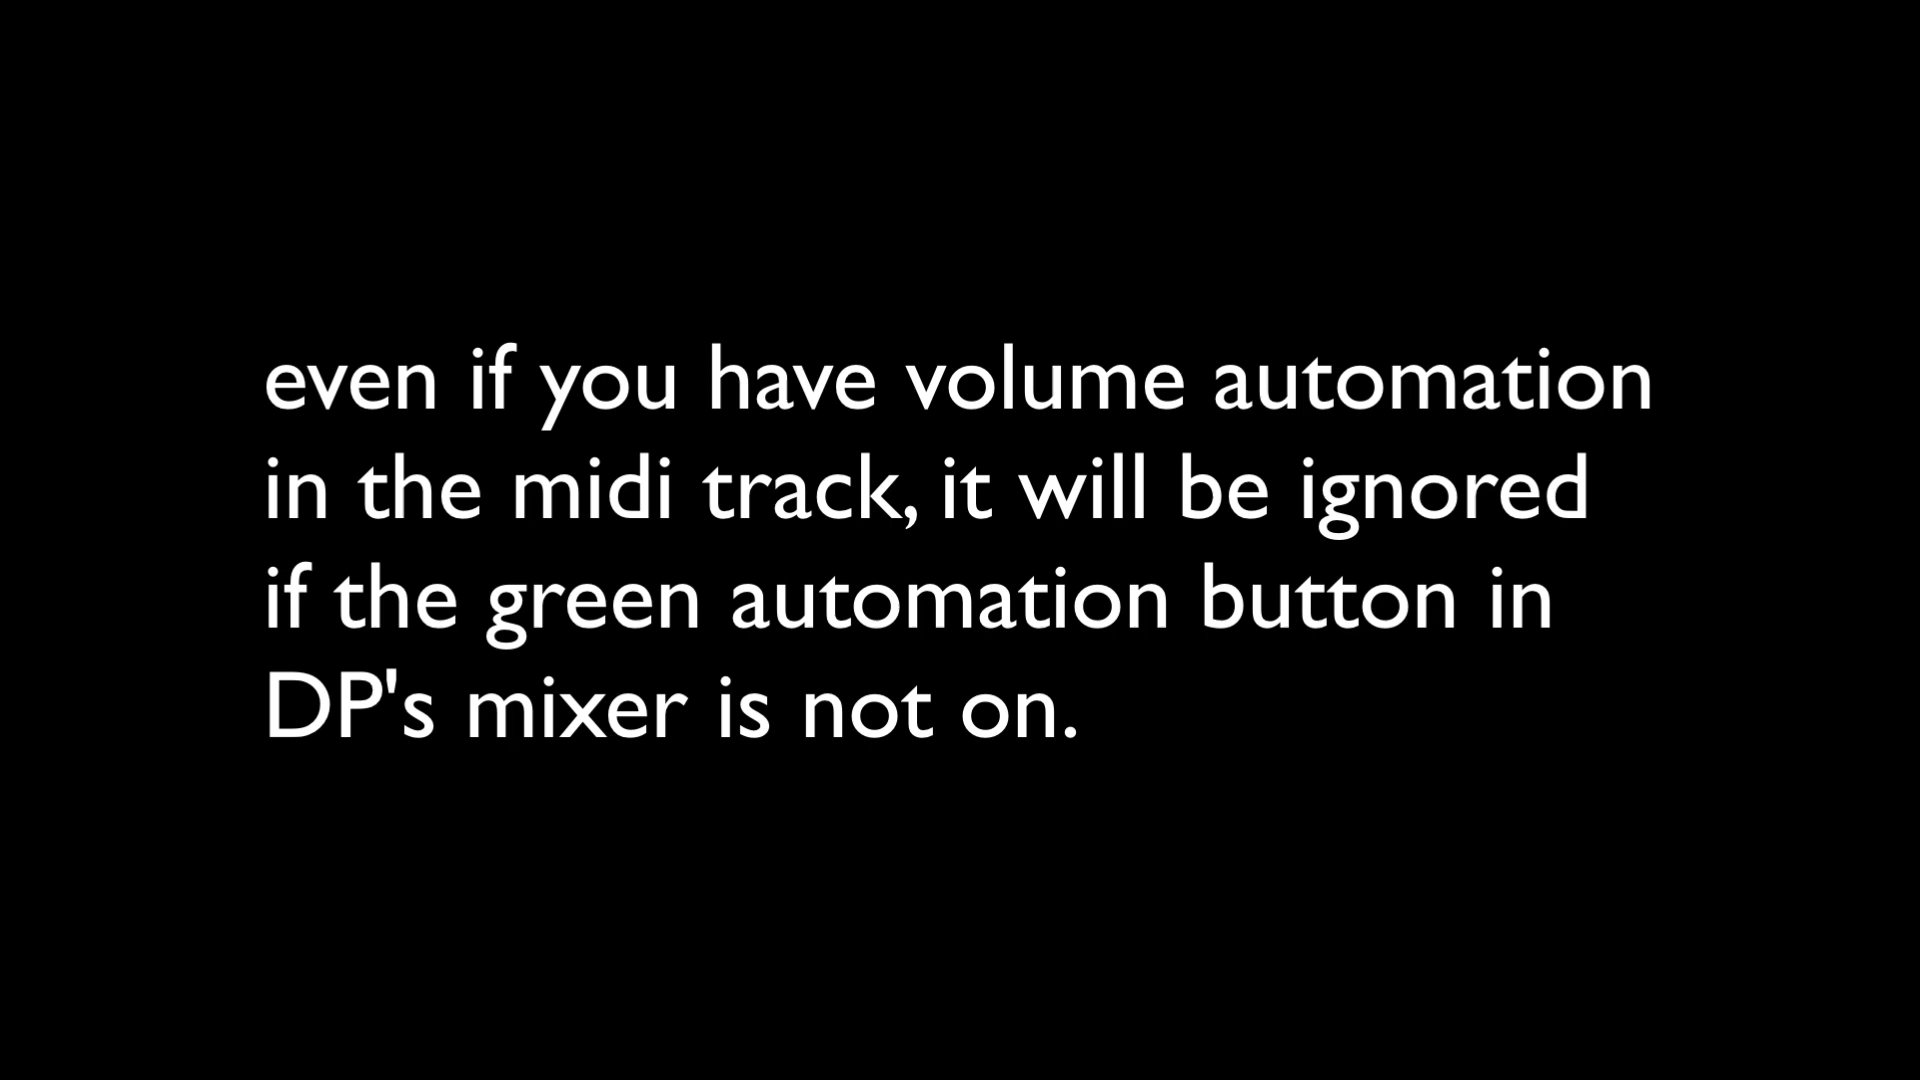 even if you have volume automation
in the midi track, it will be ignored
if the green automation button in
DP's mixer is not on.